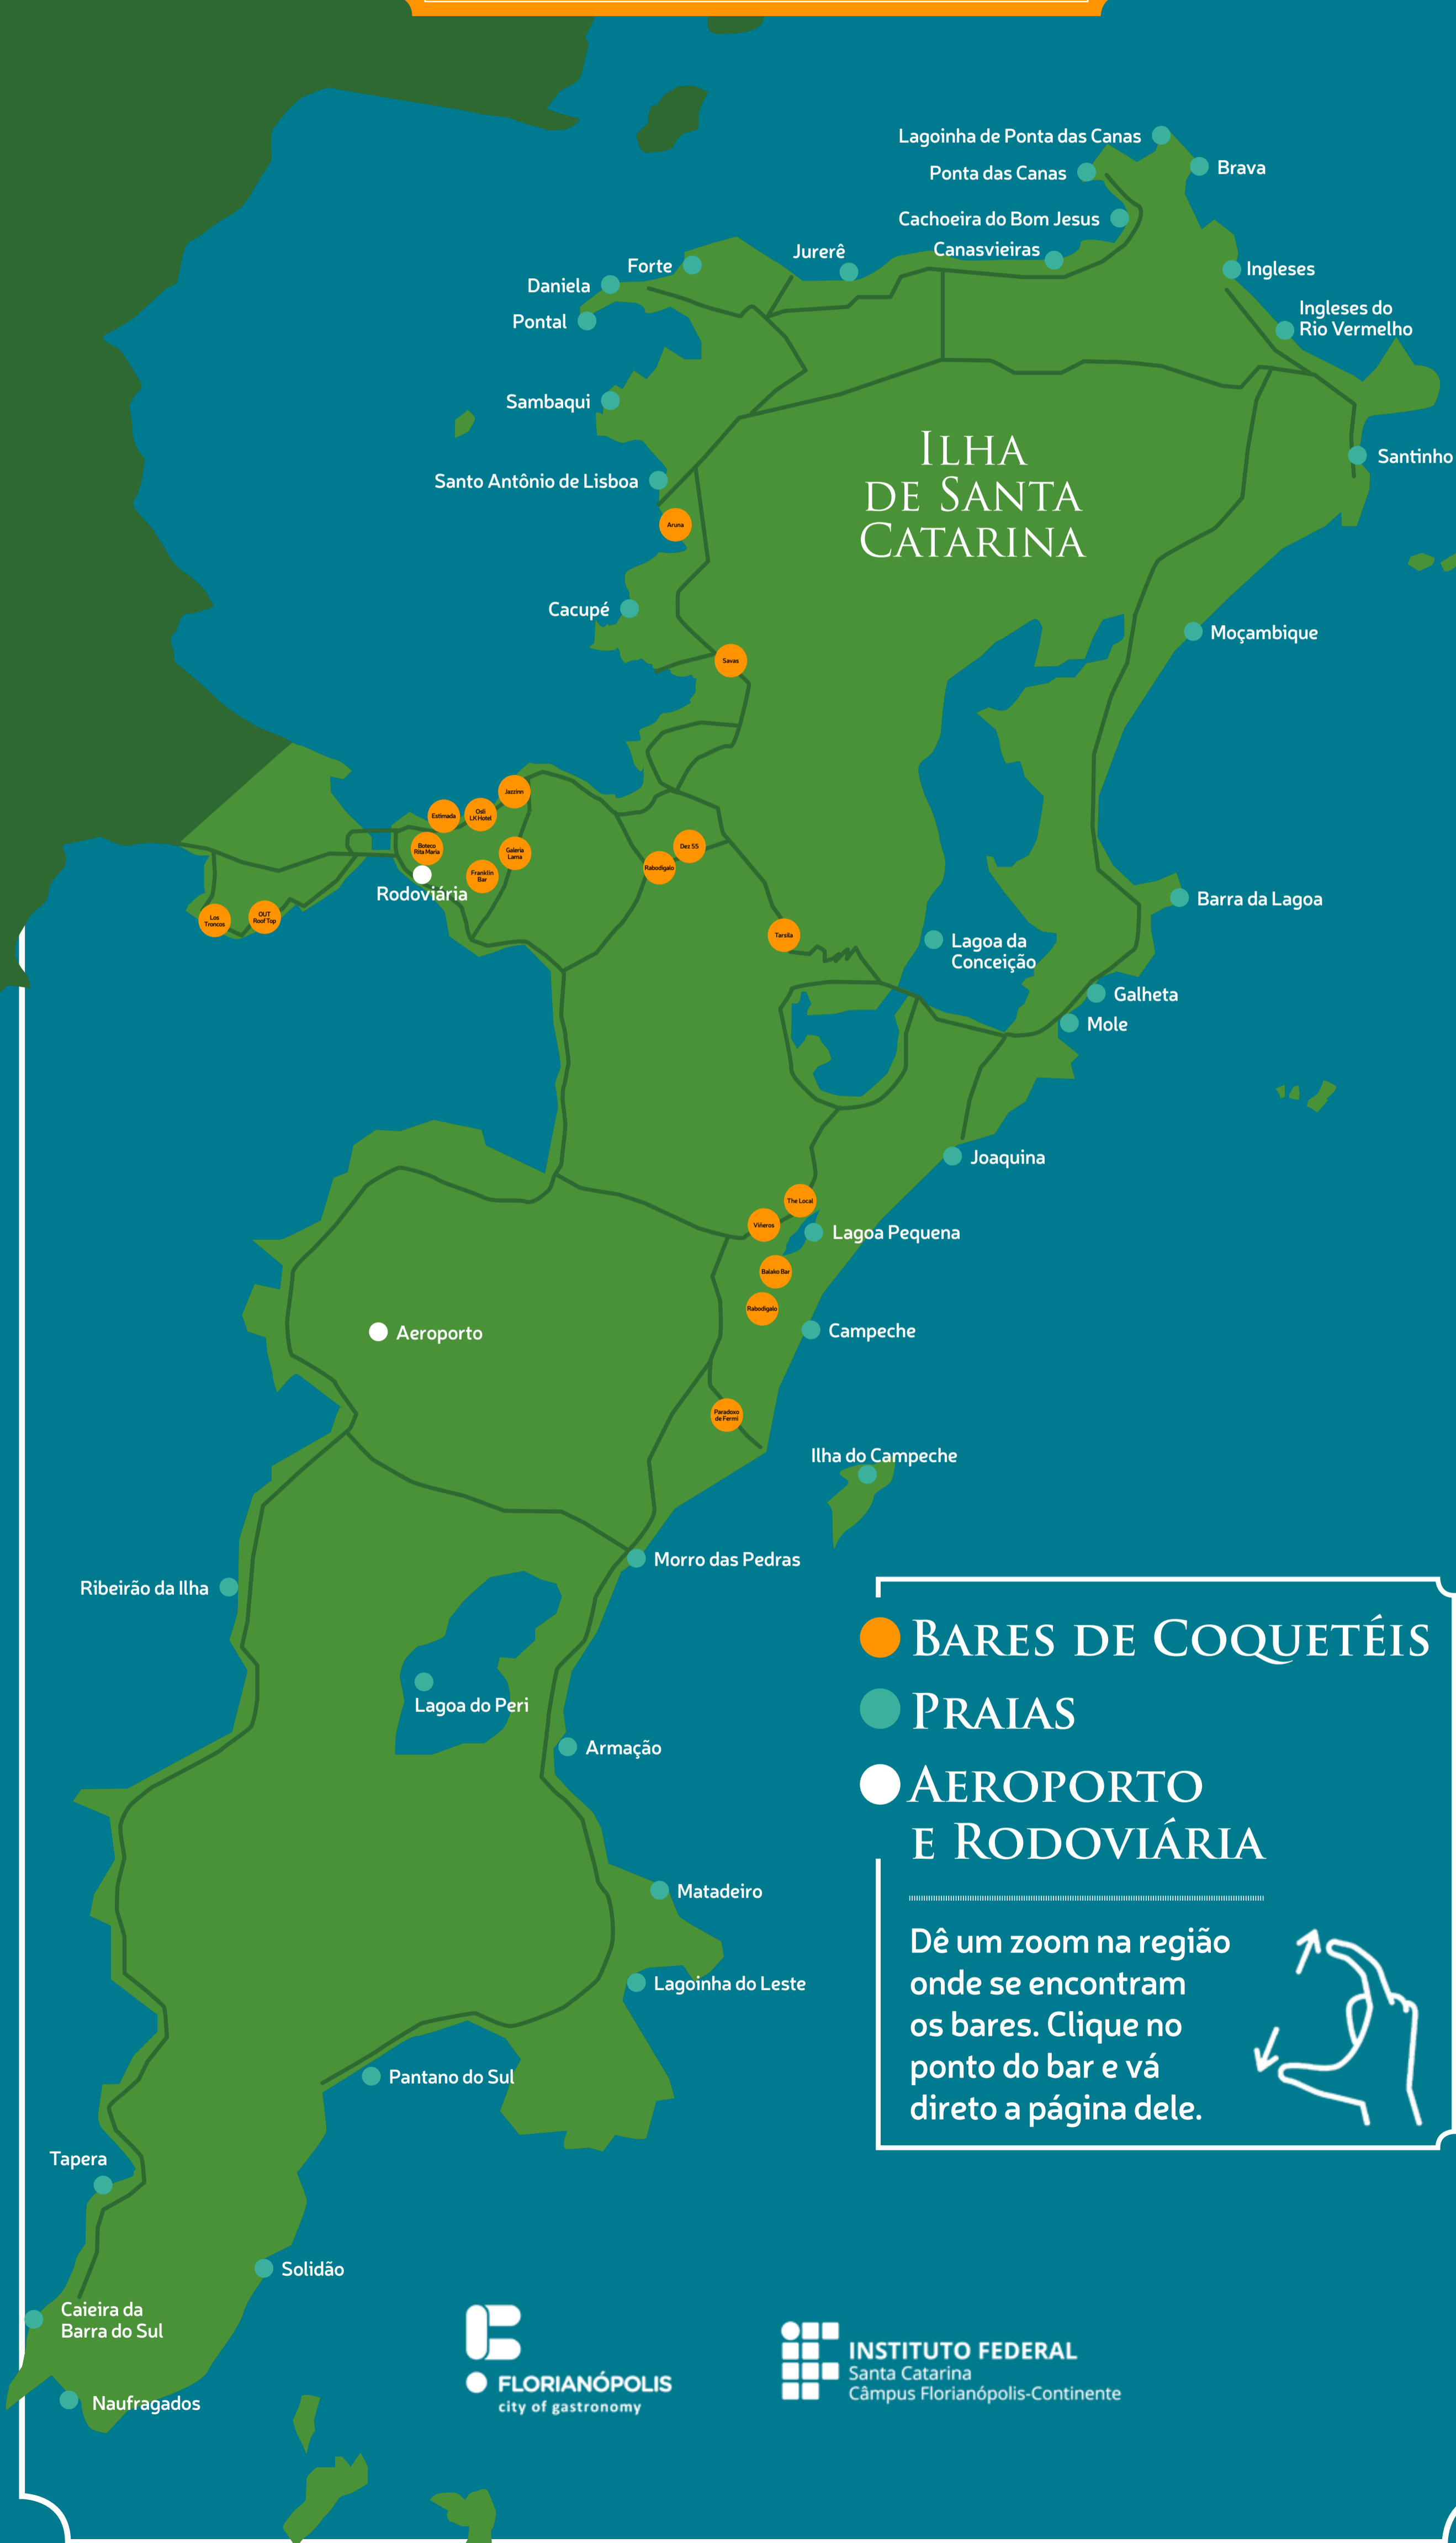 Lagoinha de Ponta das Canas
Ponta das Canas
Brava
Cachoeira do Bom Jesus
Canasvieiras
Jurerê
Forte
Daniela
Pontal
Ingleses
Ingleses do
Rio Vermelho
Sambaqui
Santo Antônio de Lisboa
Santinho
ILHA
DE SANTA
CATARINA
Aruna
Cacupé
Moçambique
Savas
Jazzinn
Estimada
Osli
LK Hotel
Boteco
Rita Maria
Galeria
Lama
Franklin
Bar
Rodoviária
Dez 55
Rabodigalo
Los
Troncos
OUT
Roof Top
Tarsila
Barra da Lagoa
Lagoa da
Conceição
Galheta
Mole
Joaquina
The Local
Viñeros
Lagoa Pequena
Balako Bar
Rabodigalo
Campeche
Aeroporto
Paradoxo
de Fermi
Ilha do Campeche
Morro das Pedras
Ribeirão da Ilha
Lagoa do Peri
Armação
Matadeiro
Lagoinha do Leste
Pantano do Sul
Tapera
Solidão
Caieira da
Barra do Sul
Naufragados
BARES DE COQUETÉIS
PRAIAS
AEROPORTO
E RODOVIÁRIA
Dê um zoom na região
onde se encontram
os bares. Clique no
ponto do bar e vá
direto a página dele.
FLORIANÓPOLIS
city of gastronomy
INSTITUTO FEDERAL
Santa Catarina
Câmpus Florianópolis-Continente